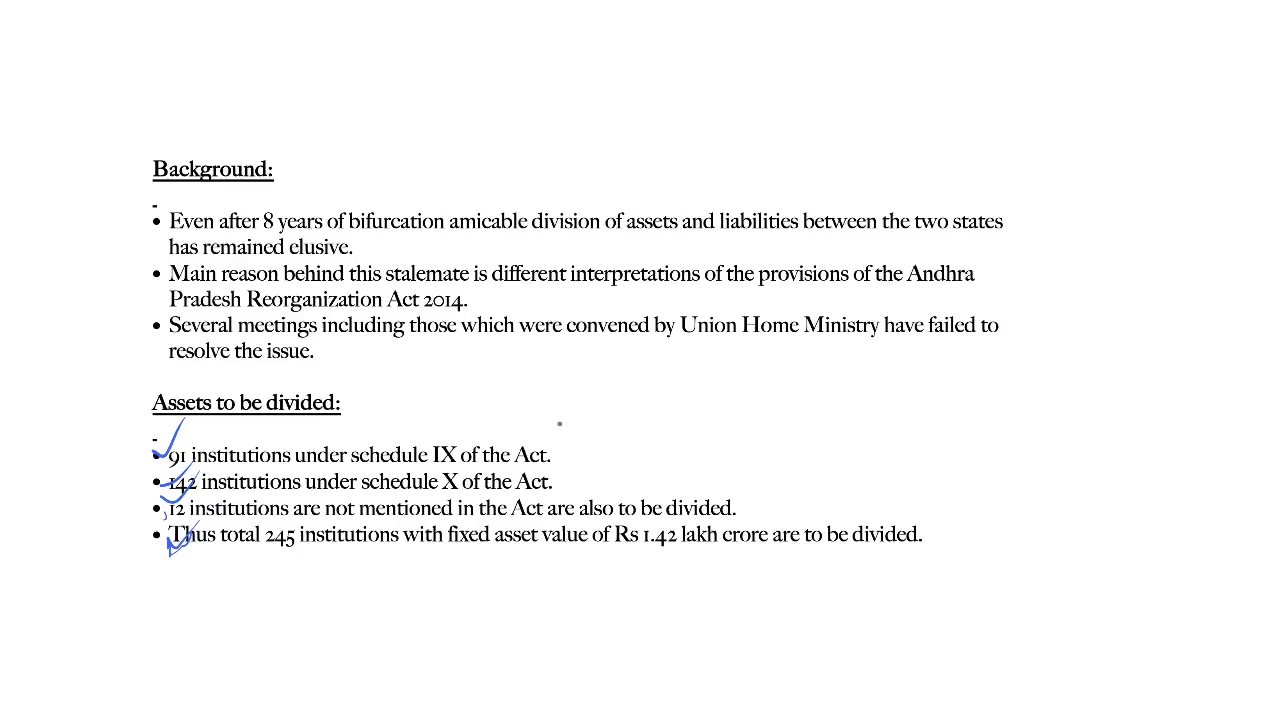 Background:
• Even after 8 years of bifurcation amicable division of assets and liabilities between the two states
has remained elusive.
• Main reason behind this stalemate is different interpretations of the provisions of the Andhra
Pradesh Reorganization Act 2014.
• Several meetings including those which were convened by Union Home Ministry have failed to
resolve the issue.
Assets to be divided:
• 91 institutions under schedule IX of the Act.
• 142 institutions under schedule X of the Act.
• 12 institutions are not mentioned in the Act are also to be divided.
• Thus total 245 institutions with fixed asset value of Rs 1.42 lakh crore are to be divided.